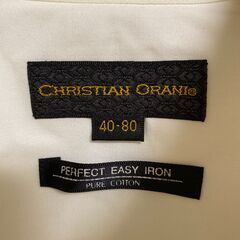 CHRISTIAN ORANI®
40-80
PERFECT EASY IRON
PURE COTTON